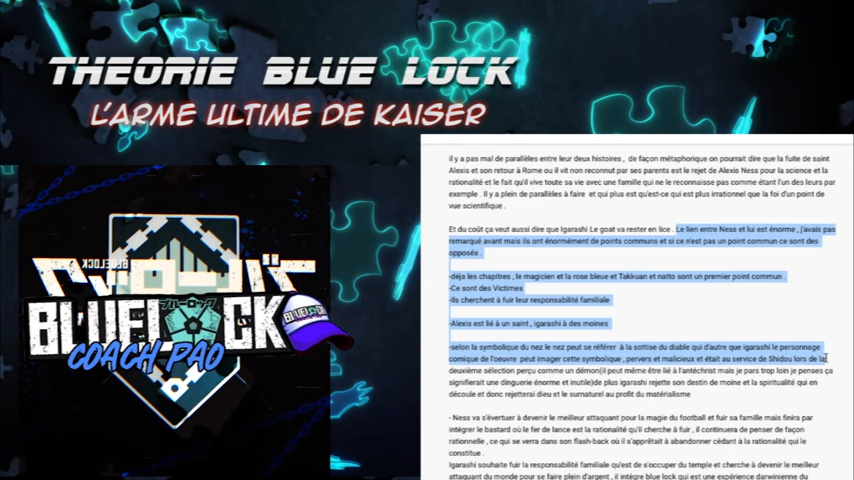 THEORIE BLUE LOCK
L'ARME ULTIME DE KAISER
il y a pas mal de parallèles entre leur deux histoires , de façon métaphorique on pourrait dire que la fuite de saint
Alexis et son retour à Rome ou il vit non reconnut par ses parents est le rejet de Alexis Ness pour la science et la
rationalité et le fait qu'il vive toute sa vie avec une famille qui ne le reconnaisse pas comme étant l'un des leurs par
exemple . Il y a plein de parallèles à faire et qui plus est qu'est-ce qui est plus irrationnel que la foi d'un point de
vue scientifique .
Et du coût ça veut aussi dire que Igarashi Le goat va rester en lice . Le lien entre Ness et lui est énorme , j'avais pas
remarqué avant mais ils ont énormément de points communs et si ce n'est pas un point commun ce sont des
opposés .
-déja les chapitres , le magicien et la rose bleue et Takkuan et natto sont un premier point commun .
-Ce sont des Victimes
-Ils cherchent à fuir leur responsabilité familiale
-Alexis est lié à un saint , igarashi à des moines
-selon la symbolique du nez le nez peut se référer à la sottise du diable qui d'autre que igarashi le personnage
comique de l'oeuvre peut imager cette symbolique , pervers et malicieux et était au service de Shidou lors de la
deuxième sélection perçu comme un démon(il peut même être lié à l'antéchrist mais je pars trop loin je penses ça
signifierait une dinguerie énorme et inutile)de plus igarashi rejette son destin de moine et la spiritualité qui en
découle et donc rejetterai dieu et le surnaturel au profit du matérialisme
- Ness va s'évertuer à devenir le meilleur attaquant pour la magie du football et fuir sa famille mais finira par
intégrer le bastard où le fer de lance est la rationalité qu'il cherche à fuir , il continuera de penser de façon
rationnelle , ce qui se verra dans son flash-back où il s'apprêtait à abandonner cédant à la rationalité qui le
constitue .
Igarashi souhaite fuir la responsabilité familiale qu'est de s'occuper du temple et cherche à devenir le meilleur
attaquant du monde pour se faire plein d'argent , il intègre blue lock qui est une expérience darwinienne du
BLUELOCK
ブルーロック
BLUELOCK
COACH PAO